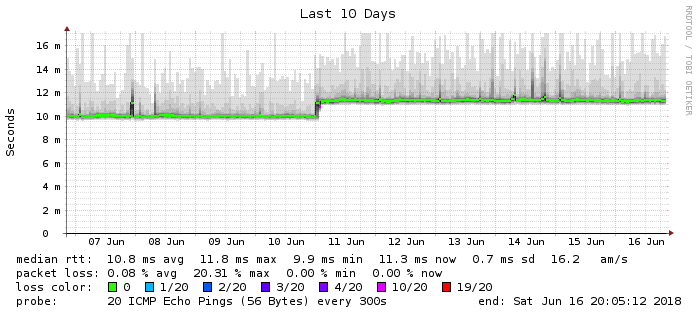 Last 10 Days
RRDTOOL / TOBI OETIKER
Seconds
16 m
14 m
12 m
10 m
8 m
6 m
4 m
2 m
0
07 Jun 08 Jun 09 Jun 10 Jun 11 Jun 12 Jun 13 Jun 14 Jun 15 Jun 16 Jun
median rtt: 10.8 ms avg 11.8 ms max 9.9 ms min 11.3 ms now 0.7 ms sd 16.2 am/s
packet loss: 0.08 % avg 20.31 % max 0.00 % min 0.00 % now
loss color: 0 1/20 2/20 3/20 4/20 10/20 19/20
probe: 20 ICMP Echo Pings (56 Bytes) every 300s end: Sat Jun 16 20:05:12 2018